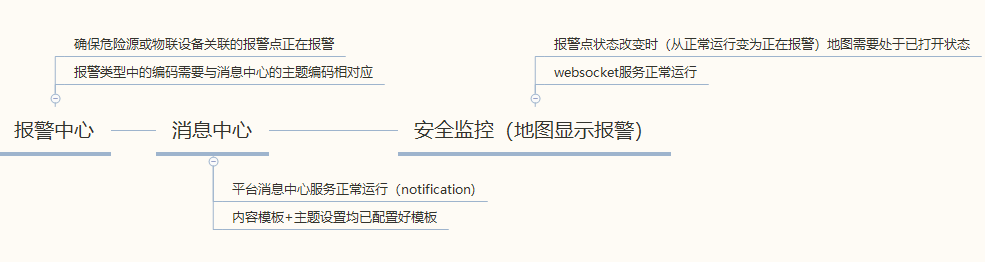 确保危险源或物联设备关联的报警点正在报警
报警类型中的编码需要与消息中心的主题编码相对应
报警点状态改变时（从正常运行变为正在报警）地图需要处于已打开状态
websocket服务正常运行
报警中心
消息中心
安全监控（地图显示报警）
平台消息中心服务正常运行（notification）
内容模板+主题设置均已配置好模板